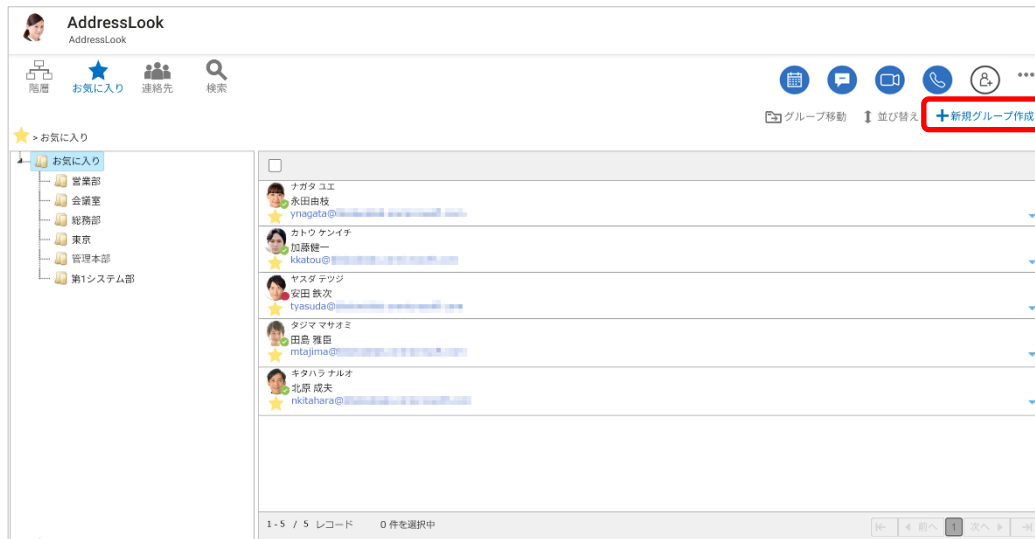 AddressLook
AddressLook
階層
お気に入り
連絡先
検索
グループ移動
並び替え
新規グループ作成
> お気に入り
お気に入り
営業部
会議室
総務部
東京
管理本部
第1システム部
ナガタ ユエ
永田由枝
ynagata@
カトウ ケンイチ
加藤健一
kkatou@
ヤスダ テツジ
安田 鉄次
tyasuda@
タジマ マサオミ
田島 雅臣
mtajima@
キタハラ ナルオ
北原 成夫
nkitahara@
1 - 5 / 5 レコード 0 件を選択中
前へ 1 次へ